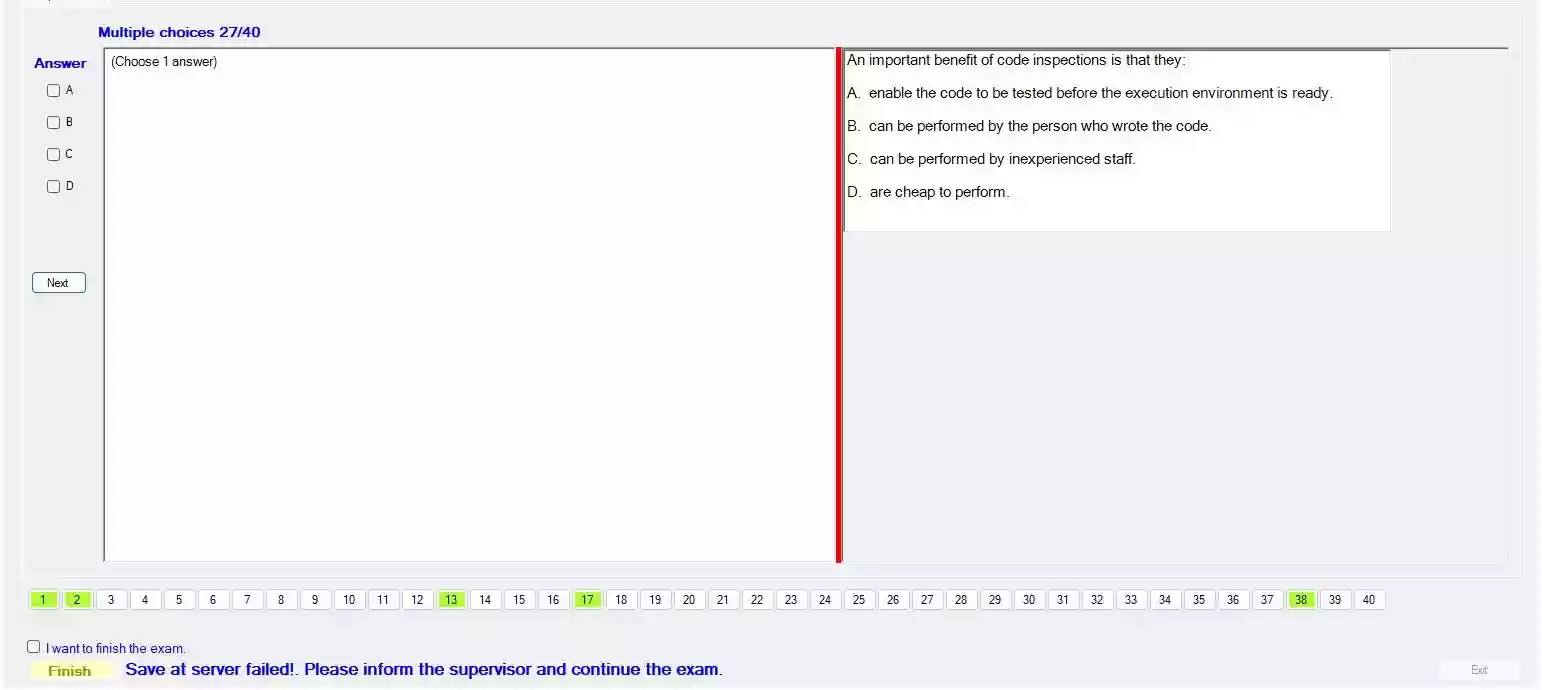 Multiple choices 27/40
Answer
(Choose 1 answer)
A
B
C
D
Next
An important benefit of code inspections is that they:
A. enable the code to be tested before the execution environment is ready.
B. can be performed by the person who wrote the code.
C. can be performed by inexperienced staff.
D. are cheap to perform.
1 2 3 4 5 6 7 8 9 10 11 12 13 14 15 16 17 18 19 20 21 22 23 24 25 26 27 28 29 30 31 32 33 34 35 36 37 38 39 40
I want to finish the exam.
Finish Save at server failed!. Please inform the supervisor and continue the exam.
Exit